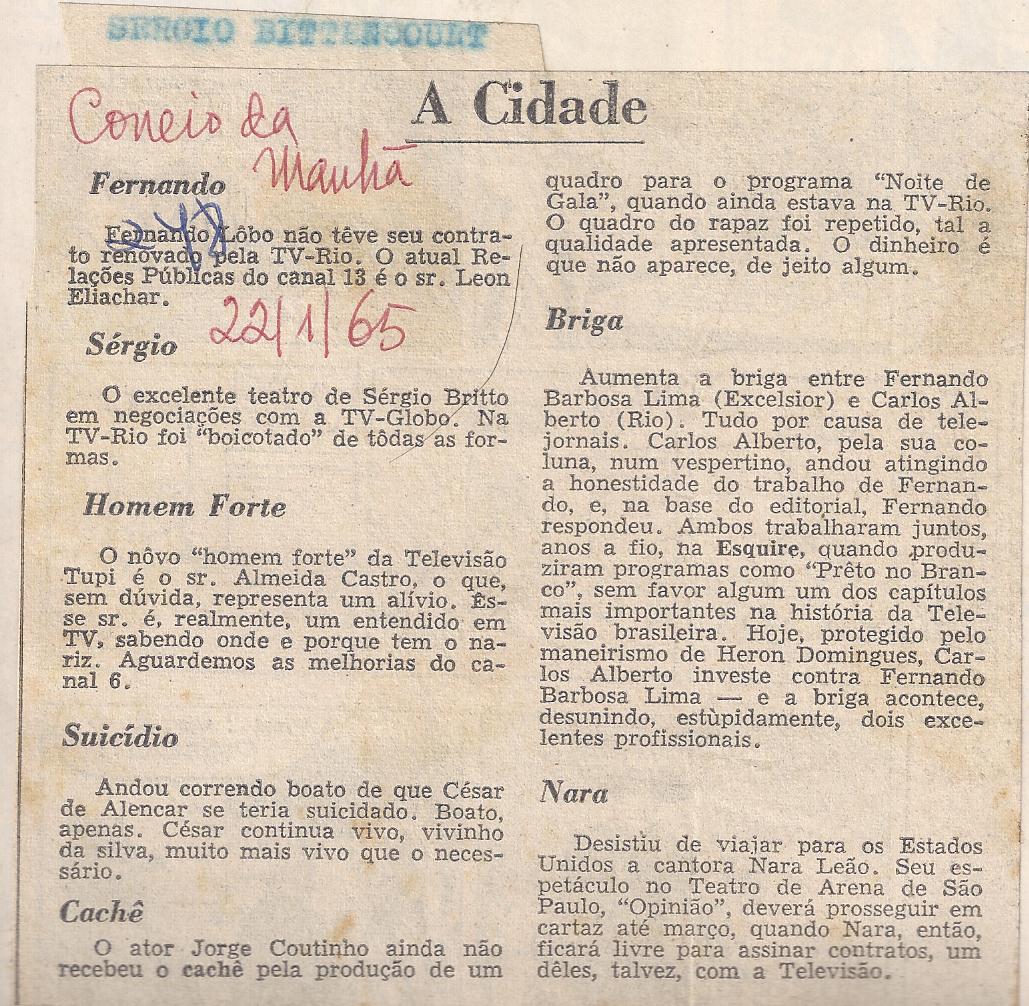 SERGIO BITTENCOURT
A Cidade
Correio da
Manhã
Fernando
Fernando Lôbo não têve seu contra-
to renovado pela TV-Rio. O atual Re-
lações Públicas do canal 13 é o sr. Leon
Eliachar.
22/1/65
Sérgio
O excelente teatro de Sérgio Britto
em negociações com a TV-Globo. Na
TV-Rio foi “boicotado” de tôdas as for-
mas.
Homem Forte
O nôvo “homem forte” da Televisão
Tupi é o sr. Almeida Castro, o que,
sem dúvida, representa um alívio. Ês-
se sr. é, realmente, um entendido em
TV, sabendo onde e porque tem o na-
riz. Aguardemos as melhorias do ca-
nal 6.
Suicídio
Andou correndo boato de que César
de Alencar se teria suicidado. Boato,
apenas. César continua vivo, vivinho
da silva, muito mais vivo que o neces-
sário.
Cachê
O ator Jorge Coutinho ainda não
recebeu o cachê pela produção de um
quadro para o programa “Noite de
Gala”, quando ainda estava na TV-Rio.
O quadro do rapaz foi repetido, tal a
qualidade apresentada. O dinheiro é
que não aparece, de jeito algum.
Briga
Aumenta a briga entre Fernando
Barbosa Lima (Excelsior) e Carlos Al-
berto (Rio). Tudo por causa de tele-
jornais. Carlos Alberto, pela sua co-
luna, num vespertino, andou atingindo
a honestidade do trabalho de Fernan-
do, e, na base do editorial, Fernando
respondeu. Ambos trabalharam juntos,
anos a fio, na Esquire, quando produ-
ziram programas como “Prêto no Bran-
co”, sem favor algum um dos capítulos
mais importantes na história da Tele-
visão brasileira. Hoje, protegido pelo
maneirismo de Heron Domingues, Car-
los Alberto investe contra Fernando
Barbosa Lima — e a briga acontece,
desunindo, estùpidamente, dois exce-
lentes profissionais.
Nara
Desistiu de viajar para os Estados
Unidos a cantora Nara Leão. Seu es-
petáculo no Teatro de Arena de São
Paulo, “Opinião”, deverá prosseguir em
cartaz até março, quando Nara, então,
ficará livre para assinar contratos, um
dêles, talvez, com a Televisão.